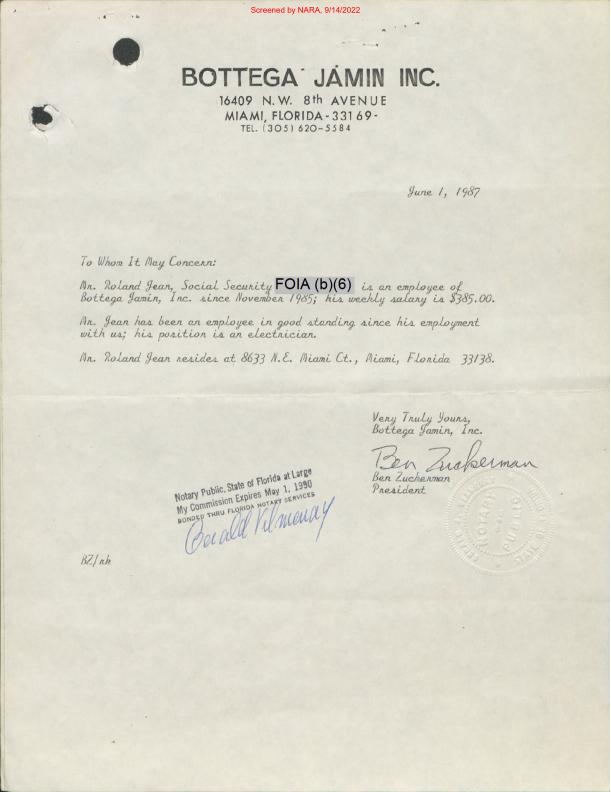 Screened by NARA, 9/14/2022
BOTTEGA JAMIN INC.
16409 N.W. 8th AVENUE
MIAMI, FLORIDA-33169-
TEL. (305) 620-5584
June 1, 1987
To Whom It May Concern:
Mr. Roland Jean, Social Security FOIA (b)(6) is an employee of
Bottega Jamin, Inc. since November 1985; his weekly salary is $385.00.
Mr. Jean has been an employee in good standing since his employment
with us; his position is an electrician.
Mr. Roland Jean resides at 8633 N.E. Miami Ct., Miami, Florida 33138.
Very Truly Yours,
Bottega Jamin, Inc.
Ben Zuckerman
Ben Zucherman
President
Notary Public, State of Florida at Large
My Commission Expires May 1, 1990
BONDED THRU FLORIDA NOTARY SERVICES
NOTARY PUBLIC
BZ/nh